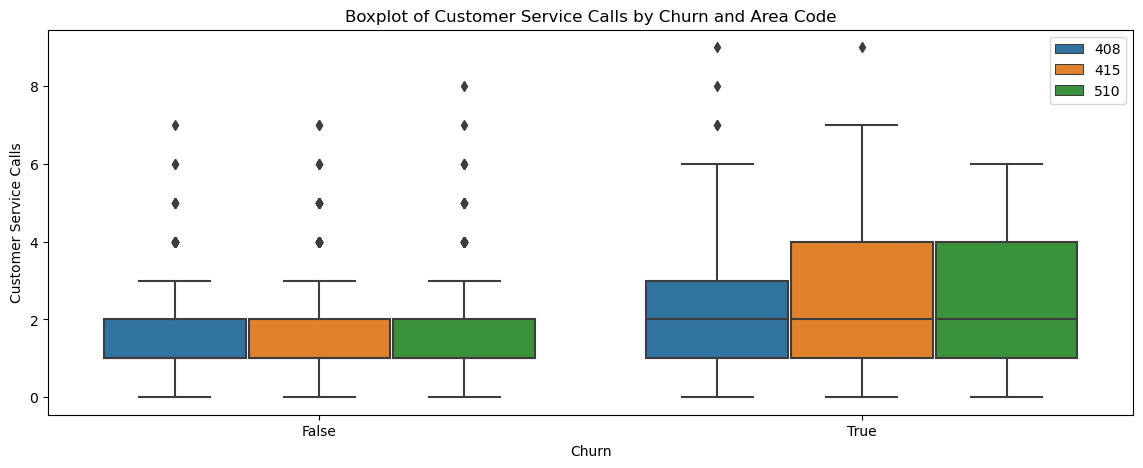 Boxplot of Customer Service Calls by Churn and Area Code
408
415
510
8
6
4
2
0
Customer Service Calls
False
True
Churn